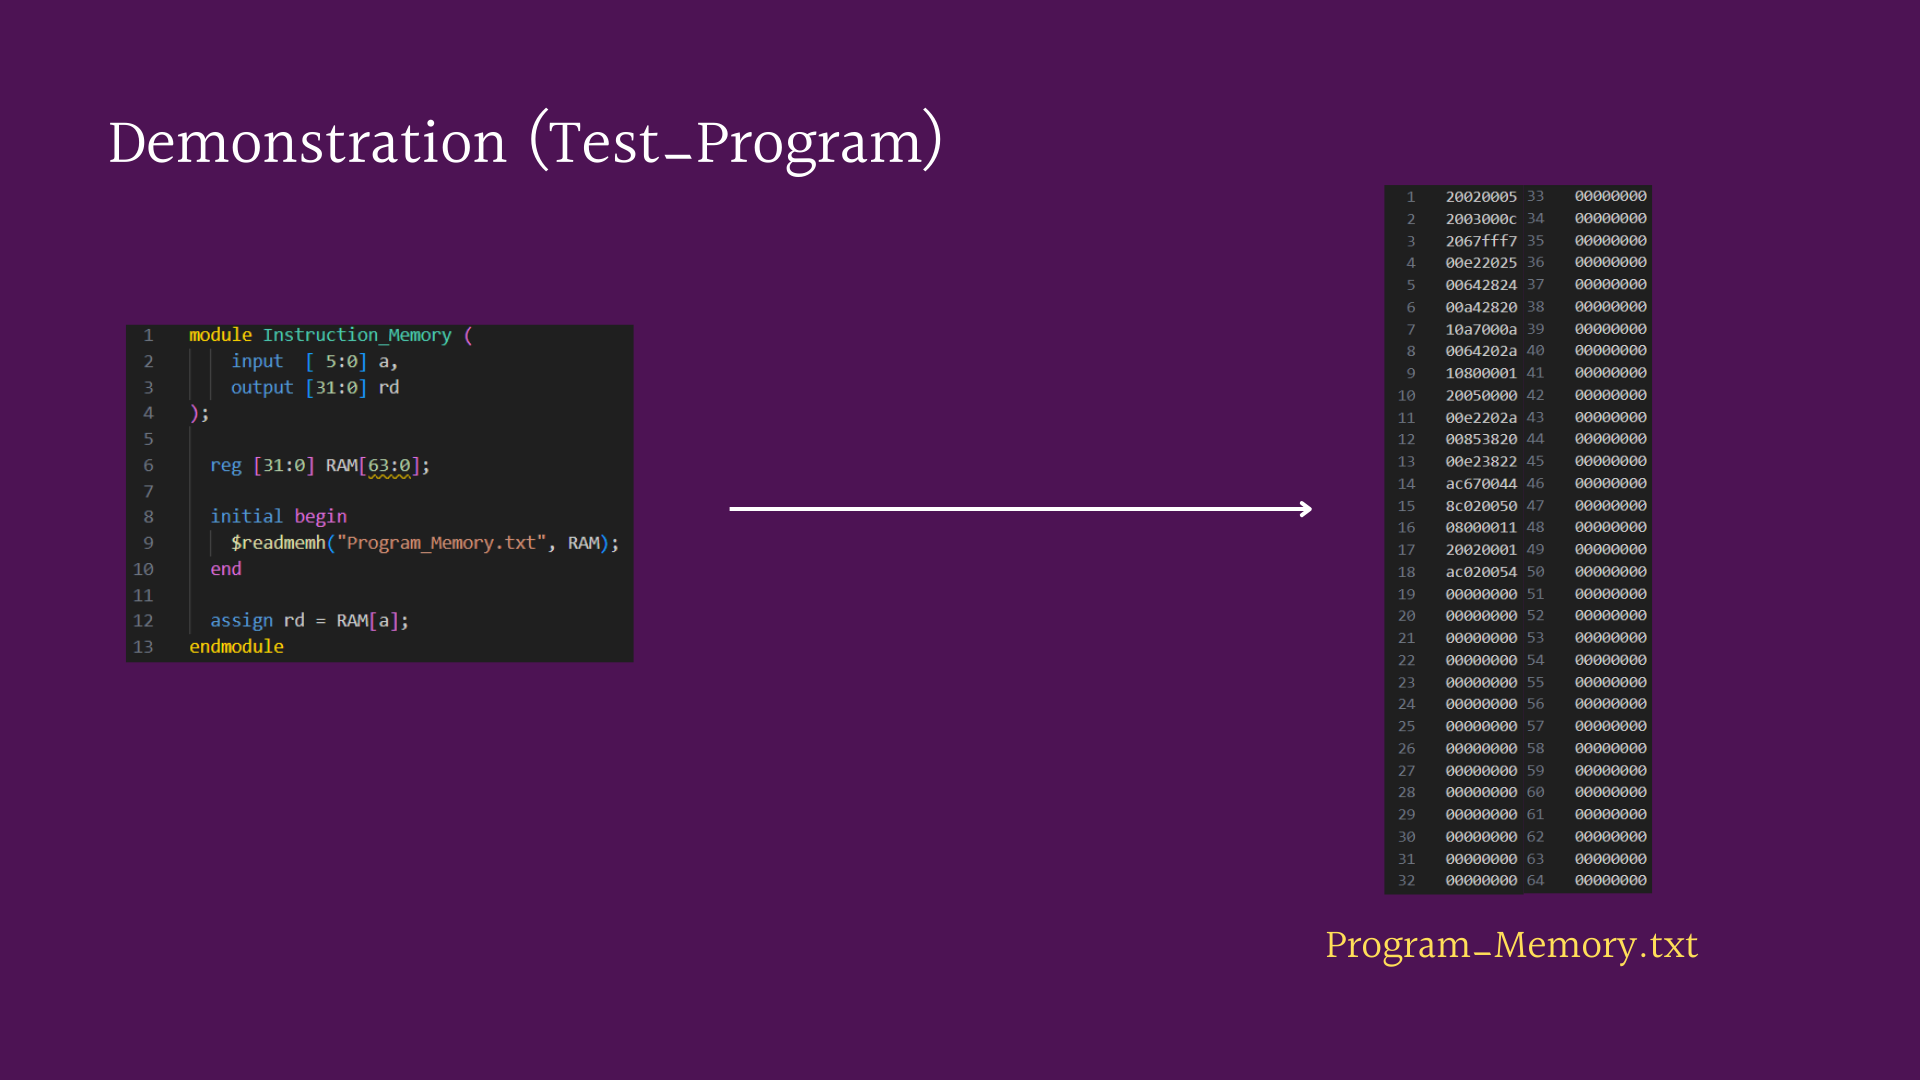 Demonstration (Test_Program)
1 module Instruction_Memory (
2 input [ 5:0] a,
3 output [31:0] rd
4 );
5
6 reg [31:0] RAM[63:0];
7
8 initial begin
9 $readmemh("Program_Memory.txt", RAM);
10 end
11
12 assign rd = RAM[a];
13 endmodule
1 20020005 33 00000000
2 2003000c 34 00000000
3 2067fff7 35 00000000
4 00e22025 36 00000000
5 00642824 37 00000000
6 00a42820 38 00000000
7 10a7000a 39 00000000
8 0064202a 40 00000000
9 10800001 41 00000000
10 20050000 42 00000000
11 00e2202a 43 00000000
12 00853820 44 00000000
13 00e23822 45 00000000
14 ac670044 46 00000000
15 8c020050 47 00000000
16 08000011 48 00000000
17 20020001 49 00000000
18 ac020054 50 00000000
19 00000000 51 00000000
20 00000000 52 00000000
21 00000000 53 00000000
22 00000000 54 00000000
23 00000000 55 00000000
24 00000000 56 00000000
25 00000000 57 00000000
26 00000000 58 00000000
27 00000000 59 00000000
28 00000000 60 00000000
29 00000000 61 00000000
30 00000000 62 00000000
31 00000000 63 00000000
32 00000000 64 00000000
Program_Memory.txt